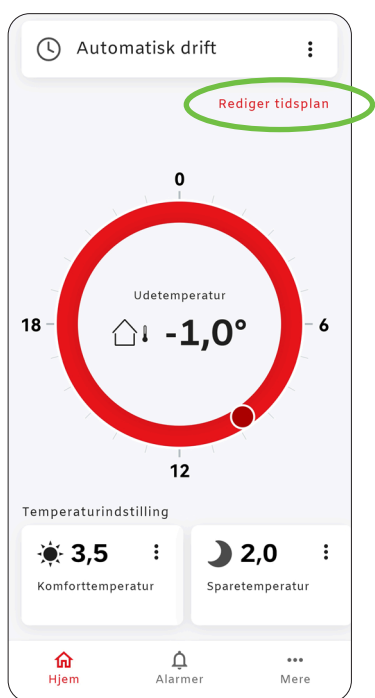 Automatisk drift
Rediger tidsplan
0
Udetemperatur
18
-1,0°
6
12
Temperaturindstilling
3,5
2,0
Komforttemperatur
Sparetemperatur
Hjem
Alarmer
Mere